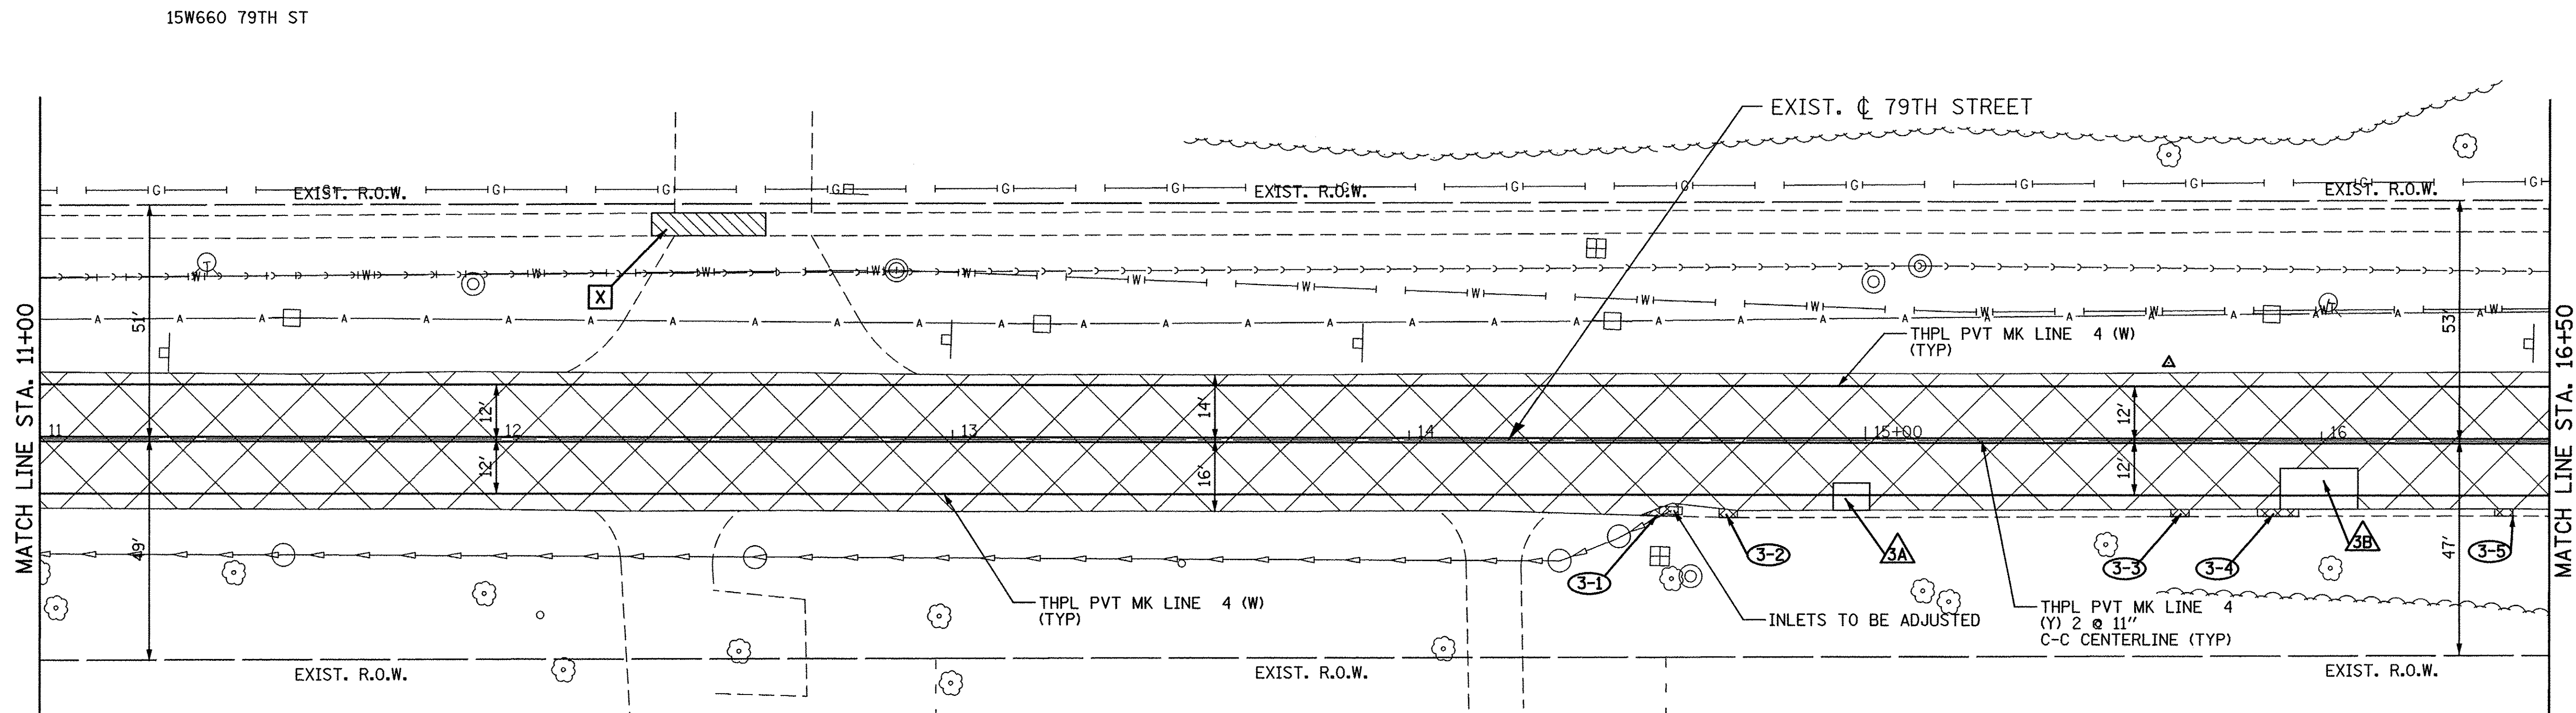 15W660 79TH ST
EXIST. ℄ 79TH STREET
G G G G G G G G G G G G G G
EXIST. R.O.W.
EXIST. R.O.W.
EXIST. R.O.W.
MATCH LINE STA. 11+00
MATCH LINE STA. 16+50
51'
53'
T
W W W W W W W W W W W W W W
X
A A A A A A A A A A A A A A A A A A A A A A A A A A A A A A
THPL PVT MK LINE 4 (W)
(TYP)
12'
14'
12'
11
12
13
14
15+00
16
12'
16'
12'
49'
47'
3-1
3-2
3A
3-3
3-4
3B
3-5
THPL PVT MK LINE 4 (W)
(TYP)
INLETS TO BE ADJUSTED
THPL PVT MK LINE 4
(Y) 2 @ 11"
C-C CENTERLINE (TYP)
EXIST. R.O.W.
EXIST. R.O.W.
EXIST. R.O.W.